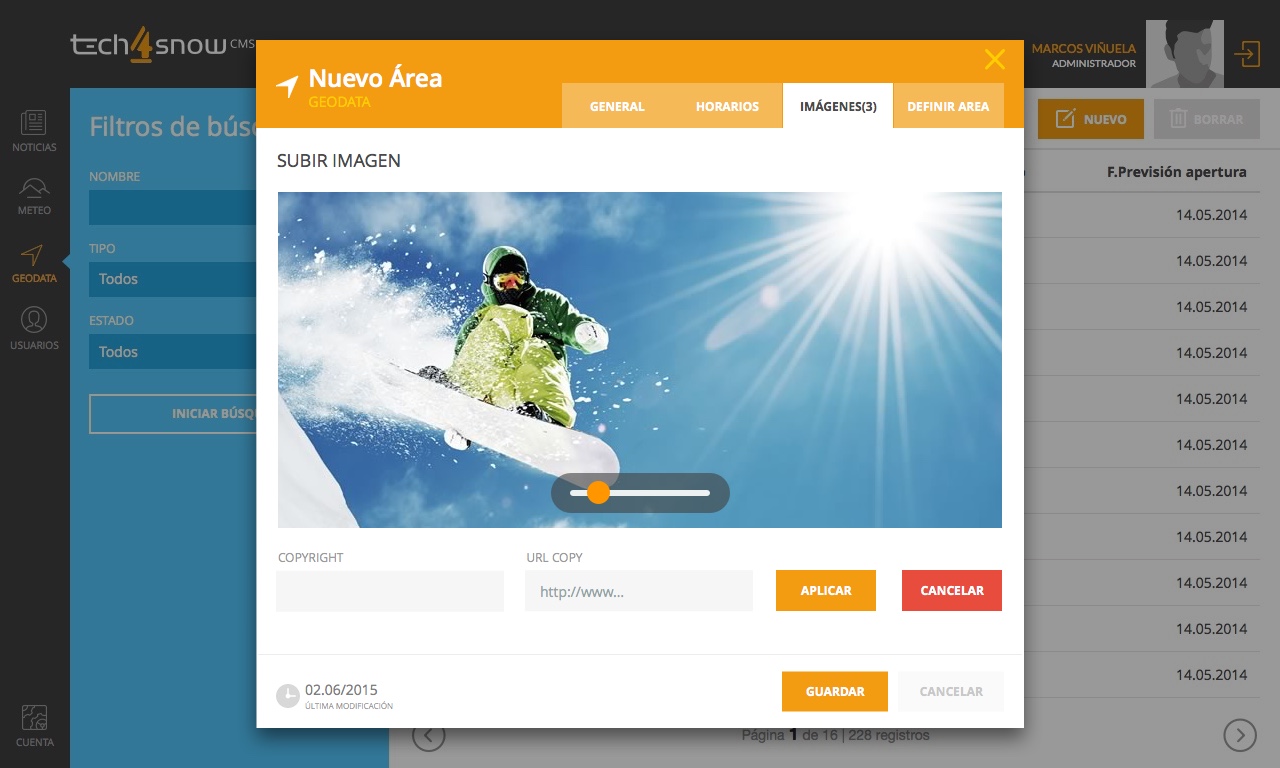 tech4snow CMS
MARCOS VIÑUELA
ADMINISTRADOR
NOTICIAS
METEO
GEODATA
USUARIOS
CUENTA
Filtros de búsq
NOMBRE
TIPO
Todos
ESTADO
Todos
INICIAR BÚSQU
Nuevo Área
GEODATA
GENERAL
HORARIOS
IMÁGENES(3)
DEFINIR AREA
SUBIR IMAGEN
COPYRIGHT
URL COPY
http://www...
APLICAR
CANCELAR
02.06/2015
ÚLTIMA MODIFICACIÓN
GUARDAR
CANCELAR
NUEVO
BORRAR
F.Previsión apertura
14.05.2014
14.05.2014
14.05.2014
14.05.2014
14.05.2014
14.05.2014
14.05.2014
14.05.2014
14.05.2014
14.05.2014
14.05.2014
Página 1 de 16 | 228 registros